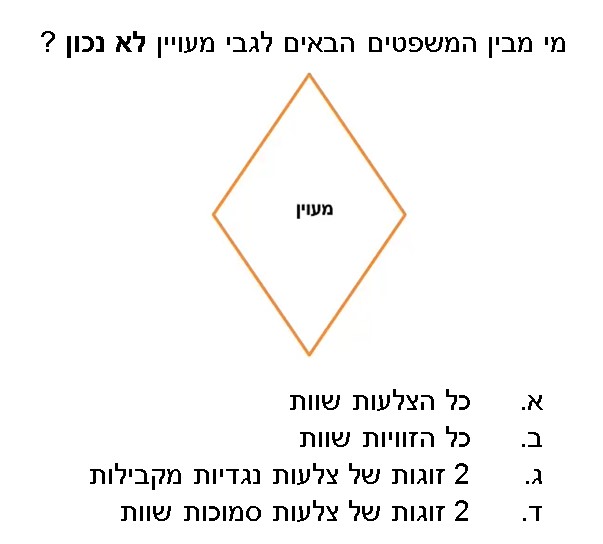 מי מבין המשפטים הבאים לגבי מעויין לא נכון ?
מעוין
א. כל הצלעות שוות
ב. כל הזוויות שוות
ג. 2 זוגות של צלעות נגדיות מקבילות
ד. 2 זוגות של צלעות סמוכות שוות